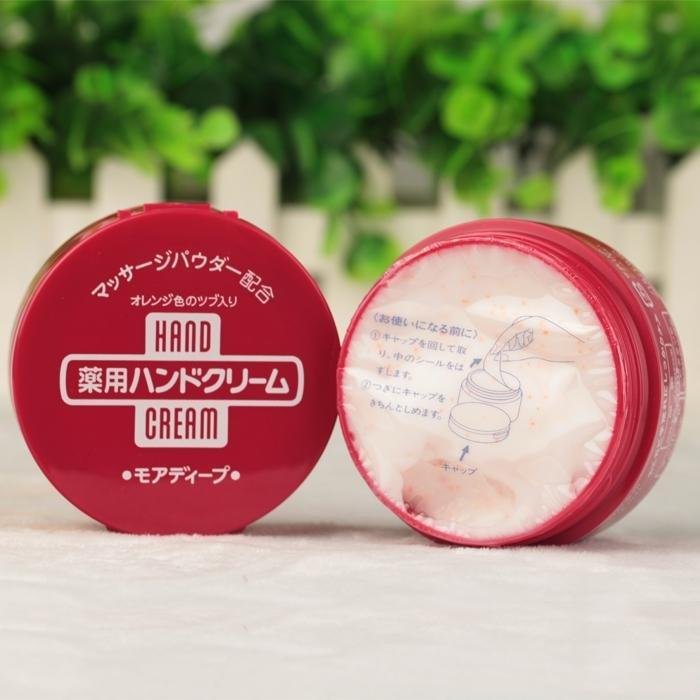 マッサージパウダー配合
オレンジ色のツブ入り
HAND
薬用ハンドクリーム
CREAM
•モアディープ•
〈お使いになる前に〉
①キャップを回して取
り、中のシールをは
ずします。
②つぎにキャップを
きちんとしめます。
キャップ